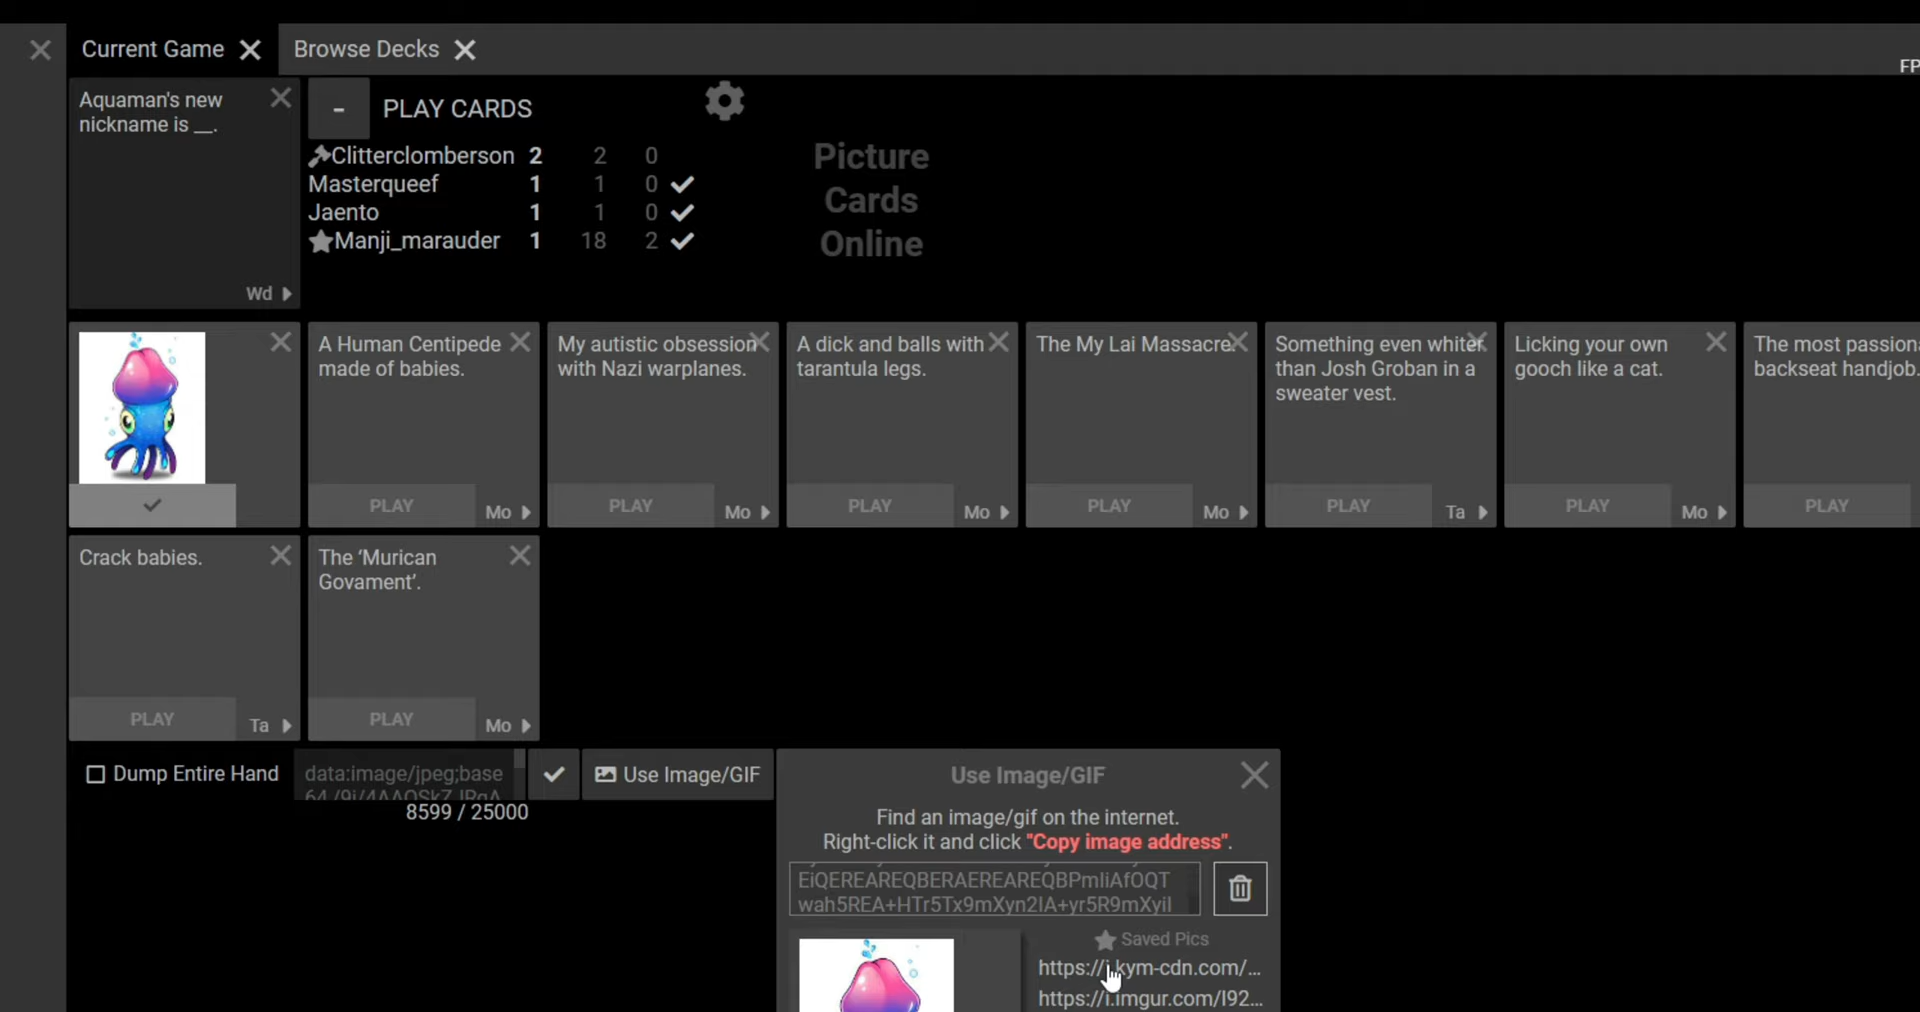 Current Game
Browse Decks
FP
Aquaman's new
nickname is __.
Wd
-
PLAY CARDS
Clitterclomberson 2 2 0
Masterqueef 1 1 0
Jaento 1 1 0
Manji_marauder 1 18 2
Picture
Cards
Online
A Human Centipede
made of babies.
PLAY
Mo
My autistic obsession
with Nazi warplanes.
PLAY
Mo
A dick and balls with
tarantula legs.
PLAY
Mo
The My Lai Massacre.
PLAY
Mo
Something even whiter
than Josh Groban in a
sweater vest.
PLAY
Ta
Licking your own
gooch like a cat.
PLAY
Mo
The most passiona
backseat handjob.
PLAY
Crack babies.
PLAY
Ta
The ‘Murican
Govament’.
PLAY
Mo
Dump Entire Hand
data:image/jpeg;base
8599 / 25000
Use Image/GIF
Use Image/GIF
Find an image/gif on the internet.
Right-click it and click "Copy image address".
Saved Pics
https://i.kym-cdn.com/...
https://i.imgur.com/I92...